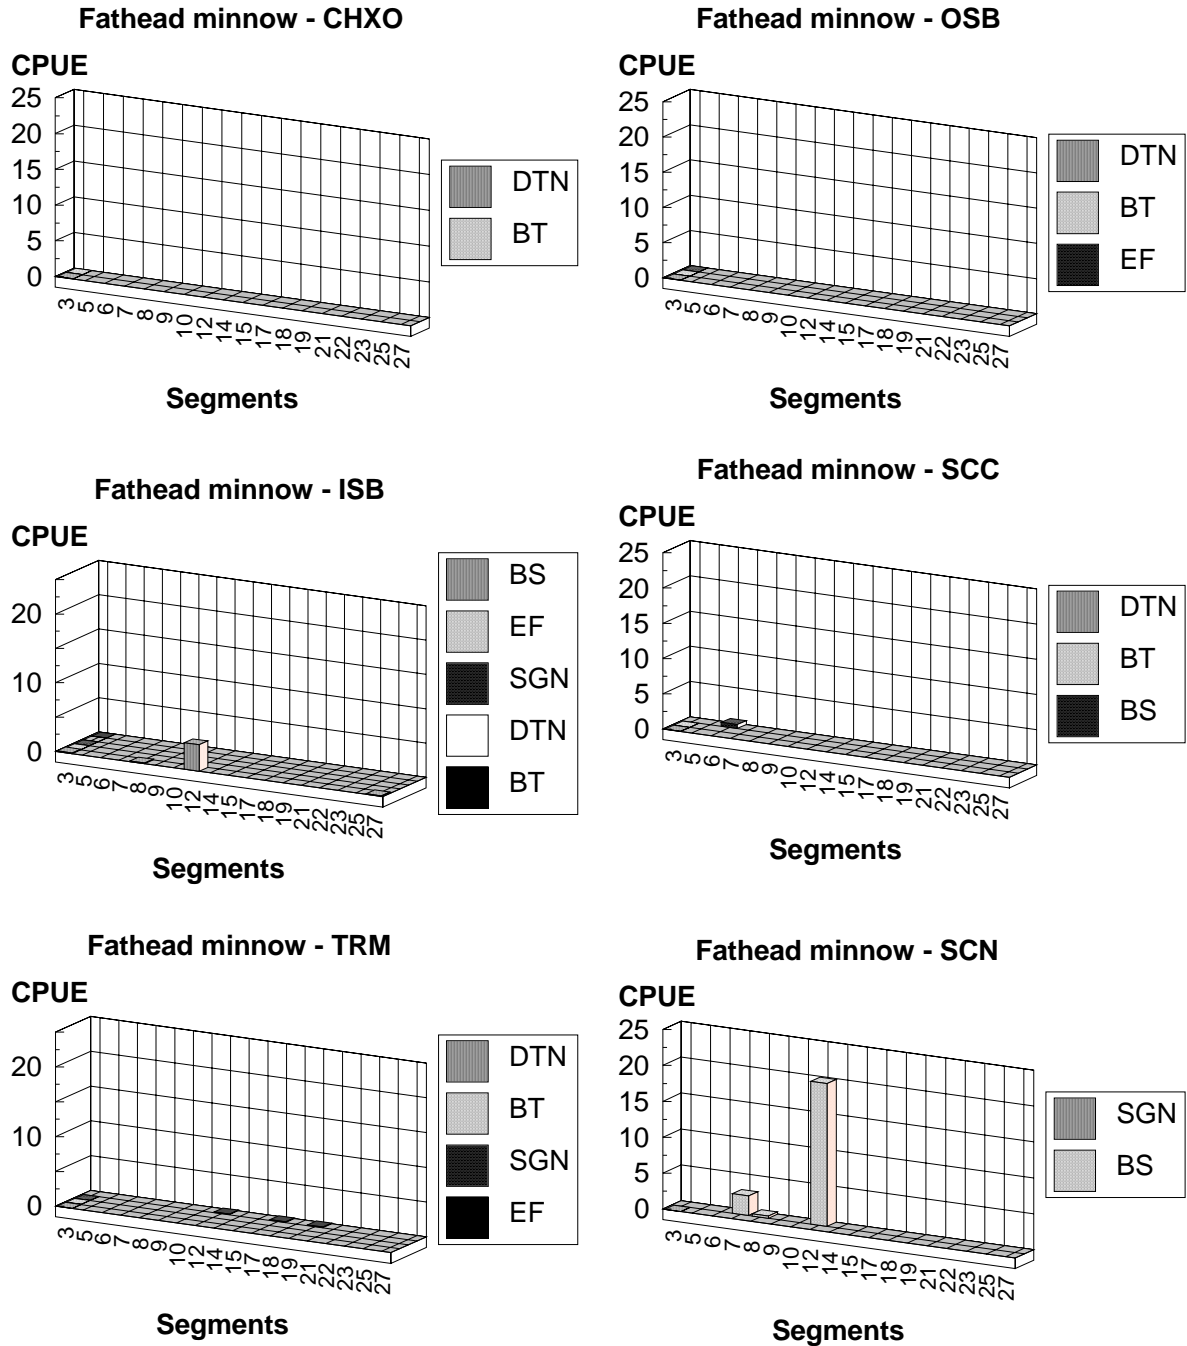 Fathead minnow - CHXO
CPUE
25
20
15
10
5
0
3 5 6 7 8 9 10 12 14 15 17 18 19 21 22 23 25 27
Segments
DTN
BT
Fathead minnow - OSB
CPUE
25
20
15
10
5
0
3 5 6 7 8 9 10 12 14 15 17 18 19 21 22 23 25 27
Segments
DTN
BT
EF
Fathead minnow - ISB
CPUE
20
10
0
3 5 6 7 8 9 10 12 14 15 17 18 19 21 22 23 25 27
Segments
BS
EF
SGN
DTN
BT
Fathead minnow - SCC
CPUE
25
20
15
10
5
0
3 5 6 7 8 9 10 12 14 15 17 18 19 21 22 23 25 27
Segments
DTN
BT
BS
Fathead minnow - TRM
CPUE
20
10
0
3 5 6 7 8 9 10 12 14 15 17 18 19 21 22 23 25 27
Segments
DTN
BT
SGN
EF
Fathead minnow - SCN
CPUE
25
20
15
10
5
0
3 5 6 7 8 9 10 12 14 15 17 18 19 21 22 23 25 27
Segments
SGN
BS